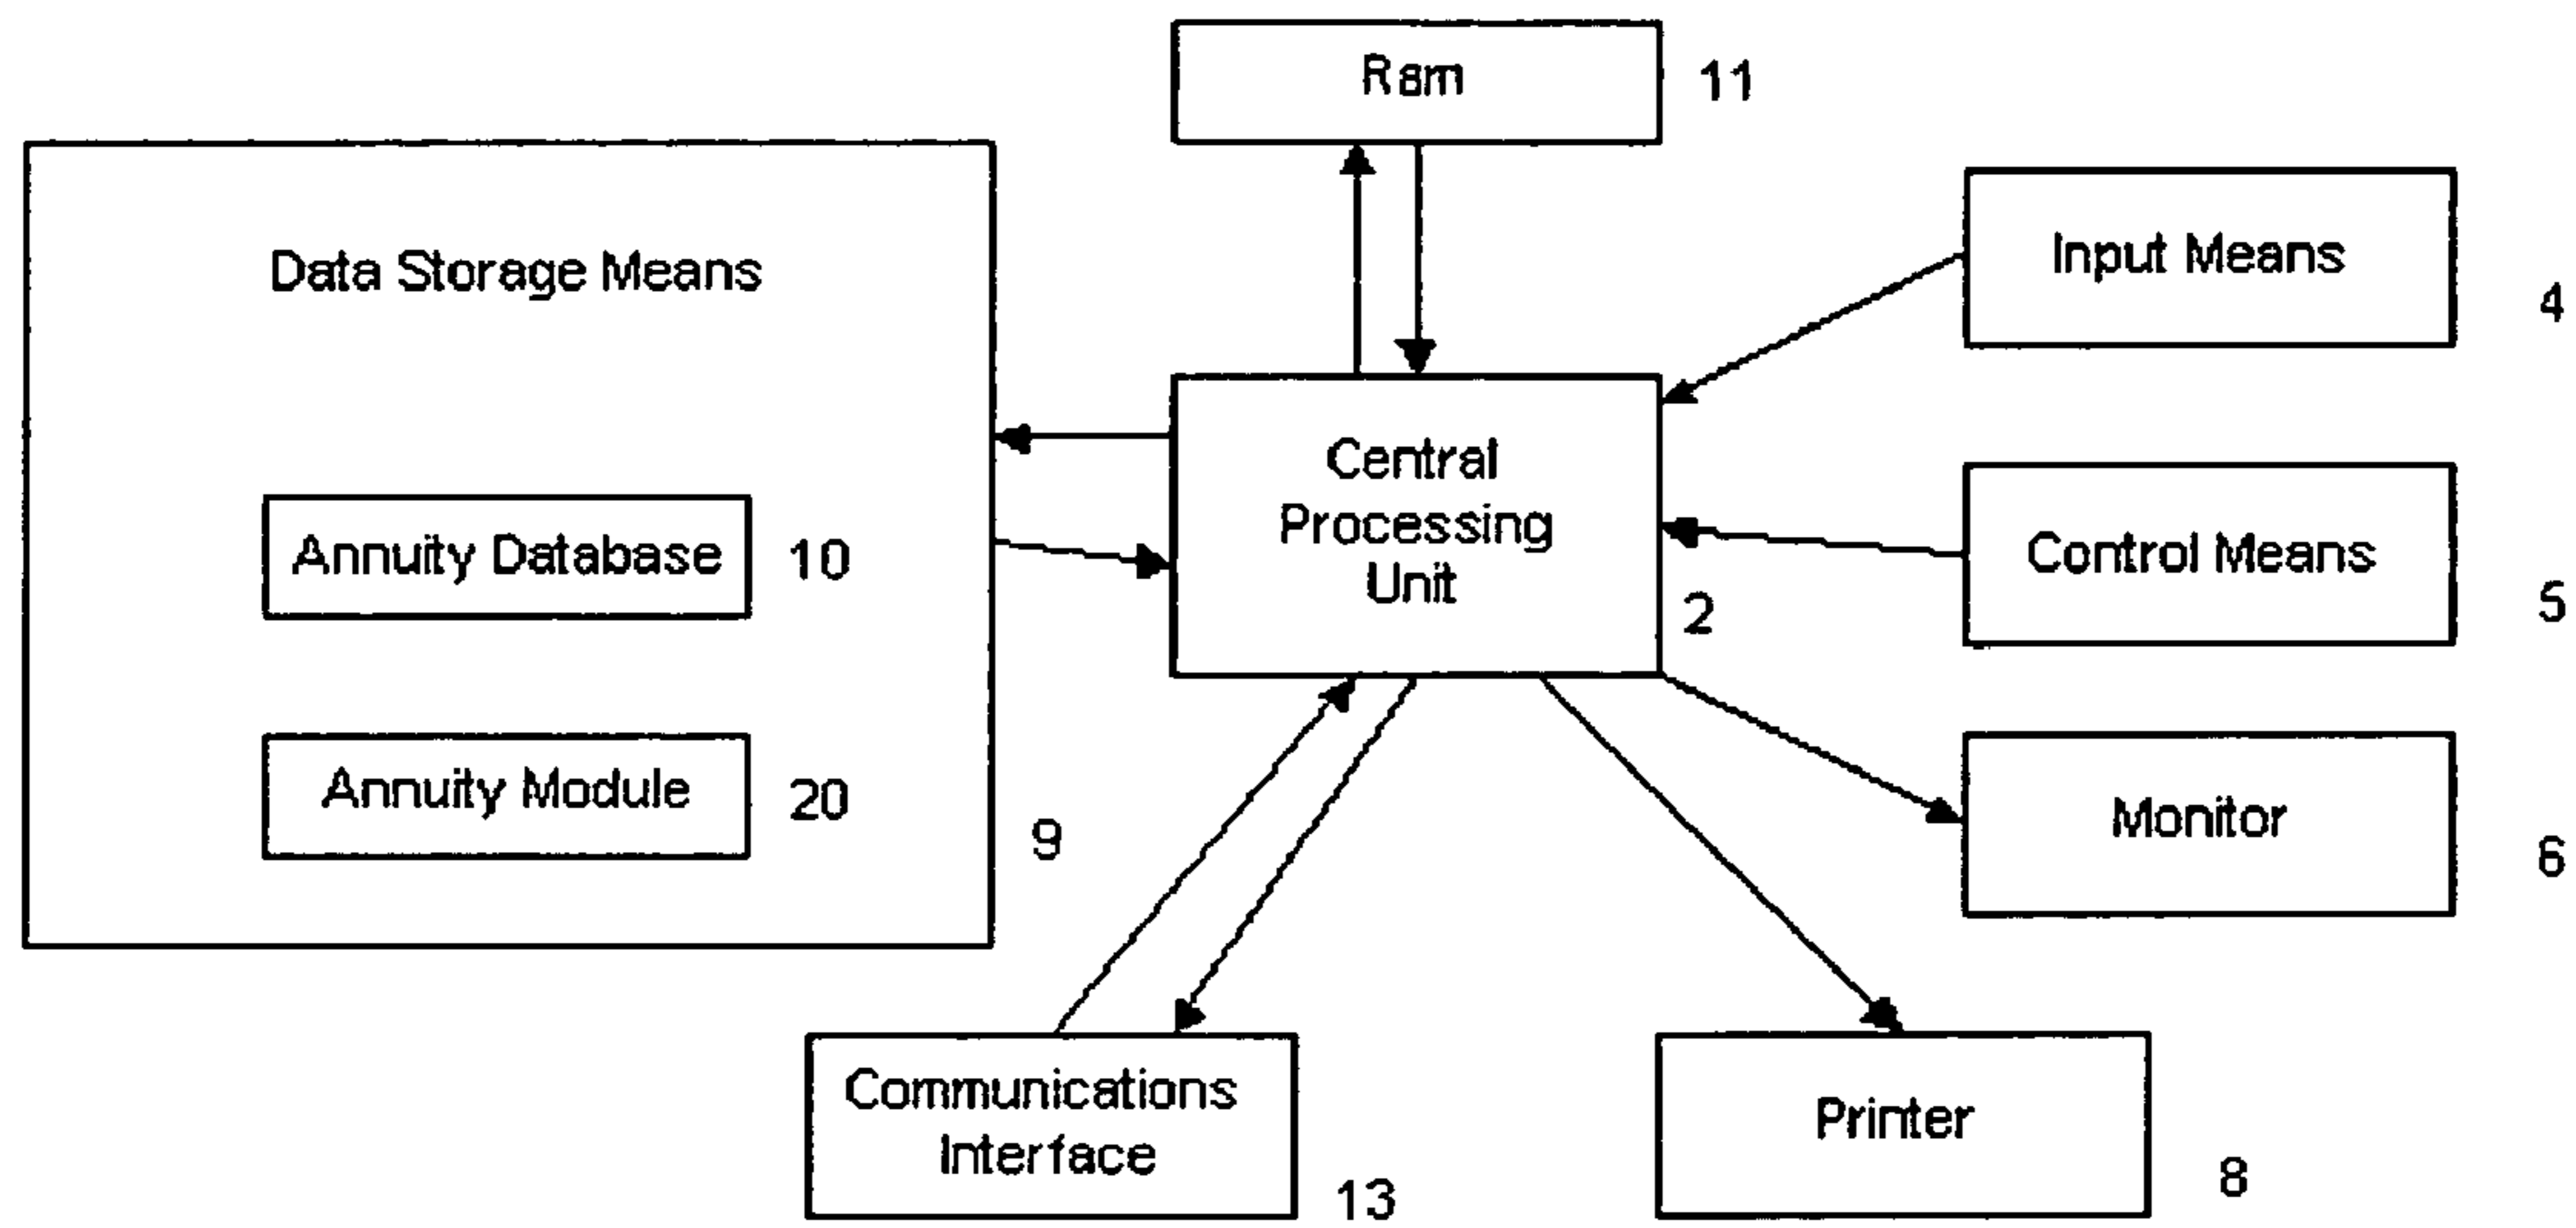 Ram
11
Data Storage Means
Input Means
4
Central
Processing
Unit
2
Control Means
5
Annuity Database
10
Annuity Module
20
9
Monitor
6
Communications
Interface
13
Printer
8